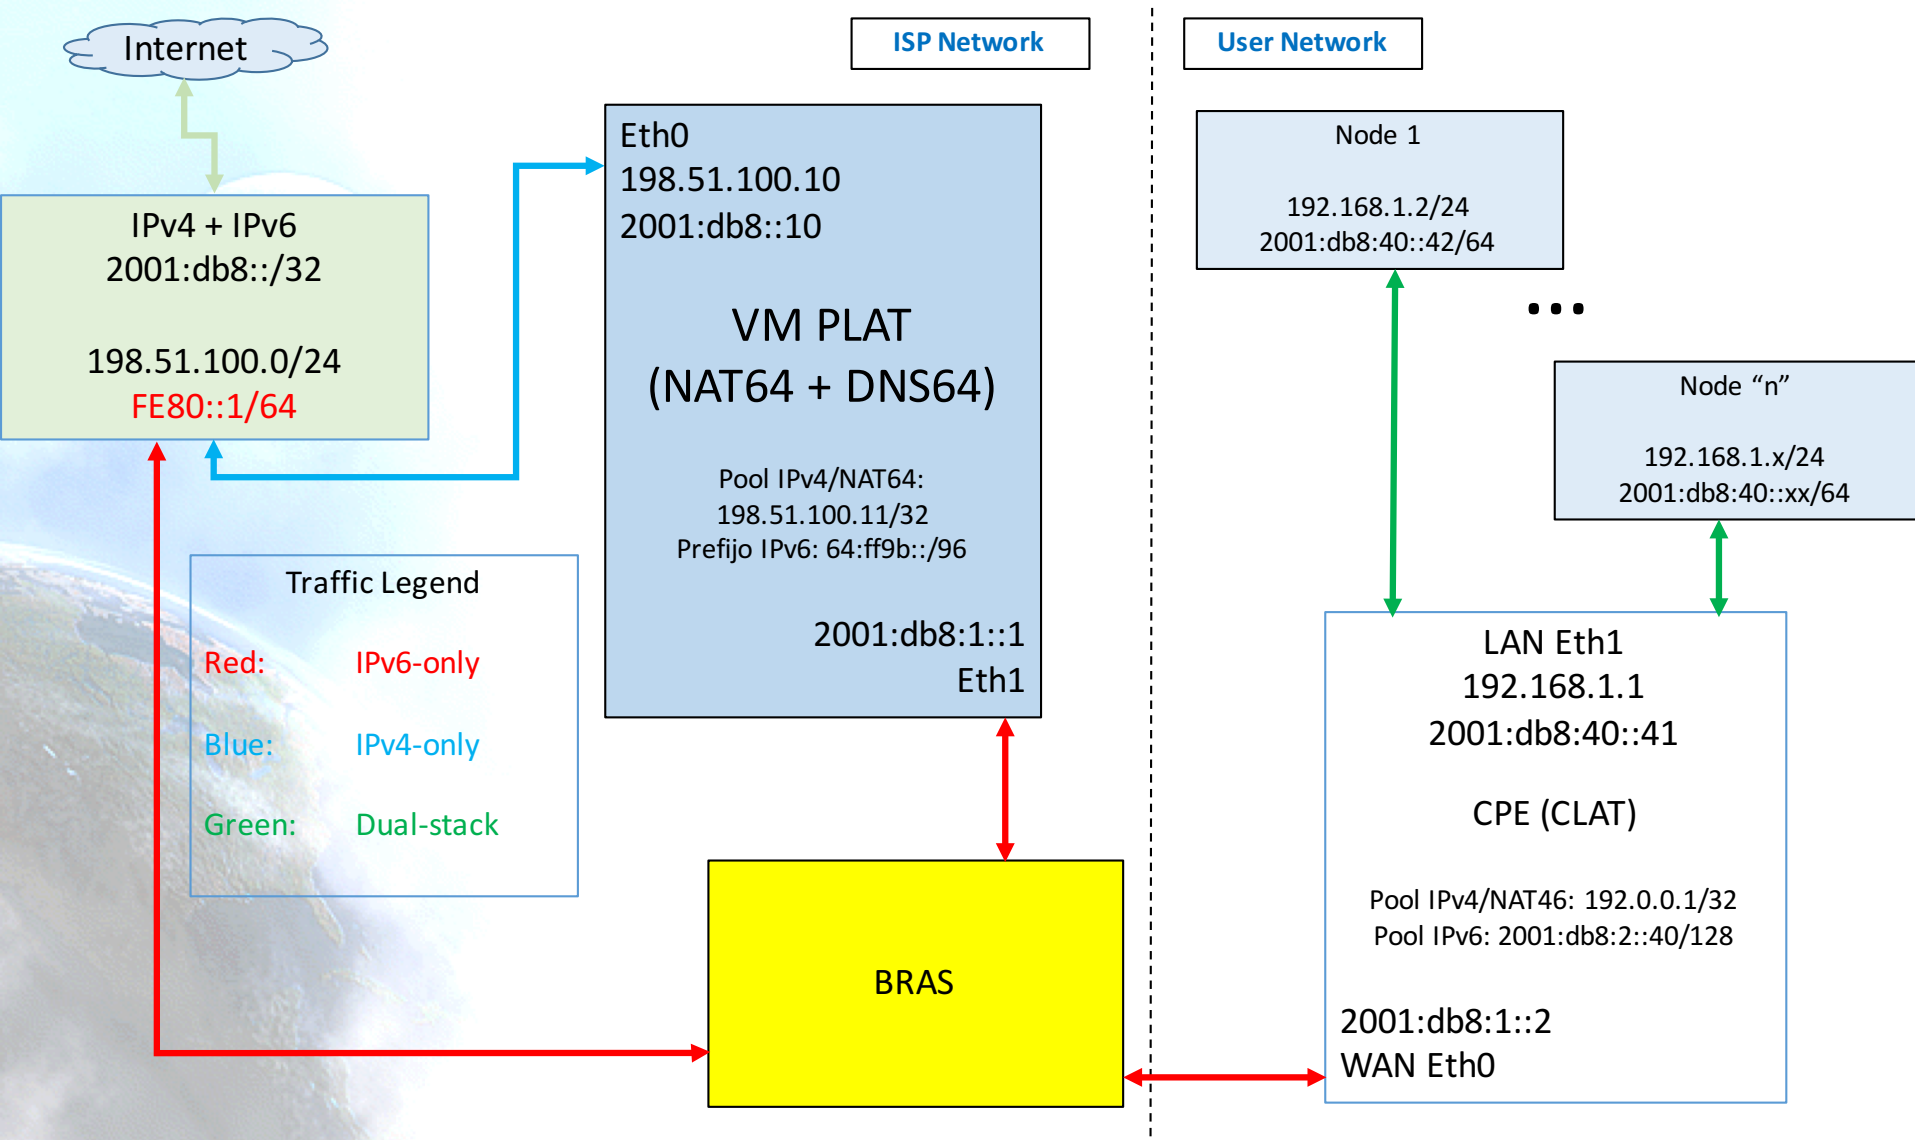 Internet
ISP Network
User Network
IPv4 + IPv6
2001:db8::/32
198.51.100.0/24
FE80::1/64
Eth0
198.51.100.10
2001:db8::10
VM PLAT
(NAT64 + DNS64)
Pool IPv4/NAT64:
198.51.100.11/32
Prefijo IPv6: 64:ff9b::/96
2001:db8:1::1
Eth1
Node 1
192.168.1.2/24
2001:db8:40::42/64
...
Node “n”
192.168.1.x/24
2001:db8:40::xx/64
Traffic Legend
Red: IPv6-only
Blue: IPv4-only
Green: Dual-stack
BRAS
LAN Eth1
192.168.1.1
2001:db8:40::41
CPE (CLAT)
Pool IPv4/NAT46: 192.0.0.1/32
Pool IPv6: 2001:db8:2::40/128
2001:db8:1::2
WAN Eth0